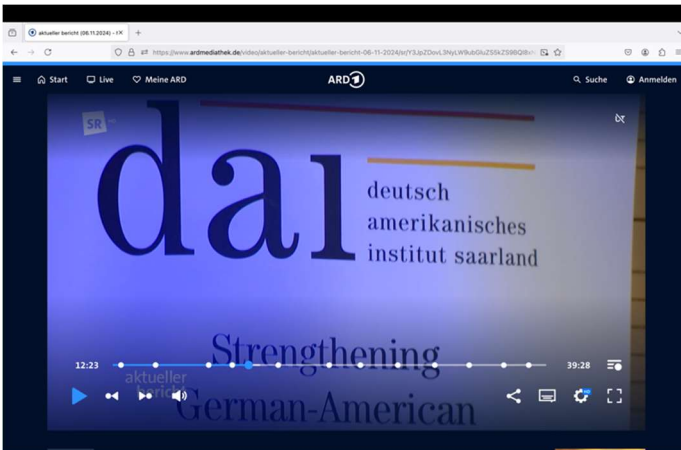 aktueller bericht (06.11.2024) - I
https://www.ardmediathek.de/video/aktueller-bericht/aktueller-bericht-06-11-2024/sr/
Start
Live
Meine ARD
ARD 1
Suche
Anmelden
SR
dai
deutsch
amerikanisches
institut saarland
Strengthening
German-American
12:23
39:28
aktueller
bericht